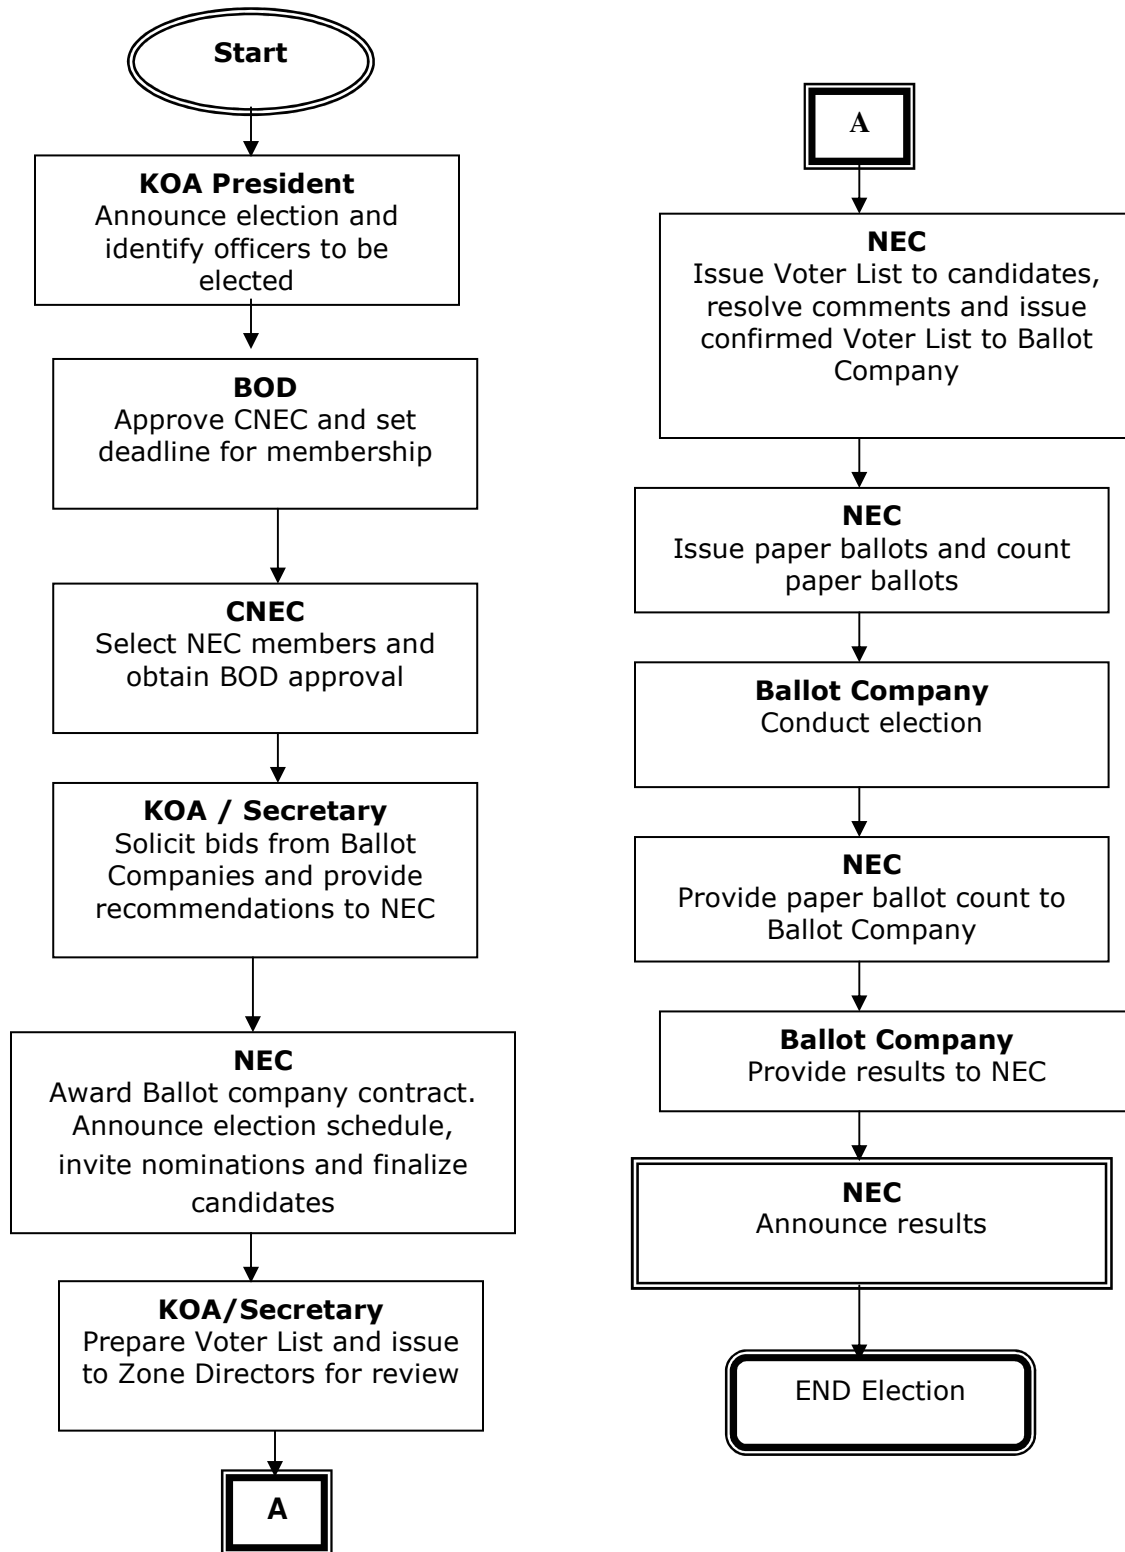 Start
KOA President
Announce election and
identify officers to be
elected
BOD
Approve CNEC and set
deadline for membership
CNEC
Select NEC members and
obtain BOD approval
KOA / Secretary
Solicit bids from Ballot
Companies and provide
recommendations to NEC
NEC
Award Ballot company contract.
Announce election schedule,
invite nominations and finalize
candidates
KOA/Secretary
Prepare Voter List and issue
to Zone Directors for review
A
A
NEC
Issue Voter List to candidates,
resolve comments and issue
confirmed Voter List to Ballot
Company
NEC
Issue paper ballots and count
paper ballots
Ballot Company
Conduct election
NEC
Provide paper ballot count to
Ballot Company
Ballot Company
Provide results to NEC
NEC
Announce results
END Election